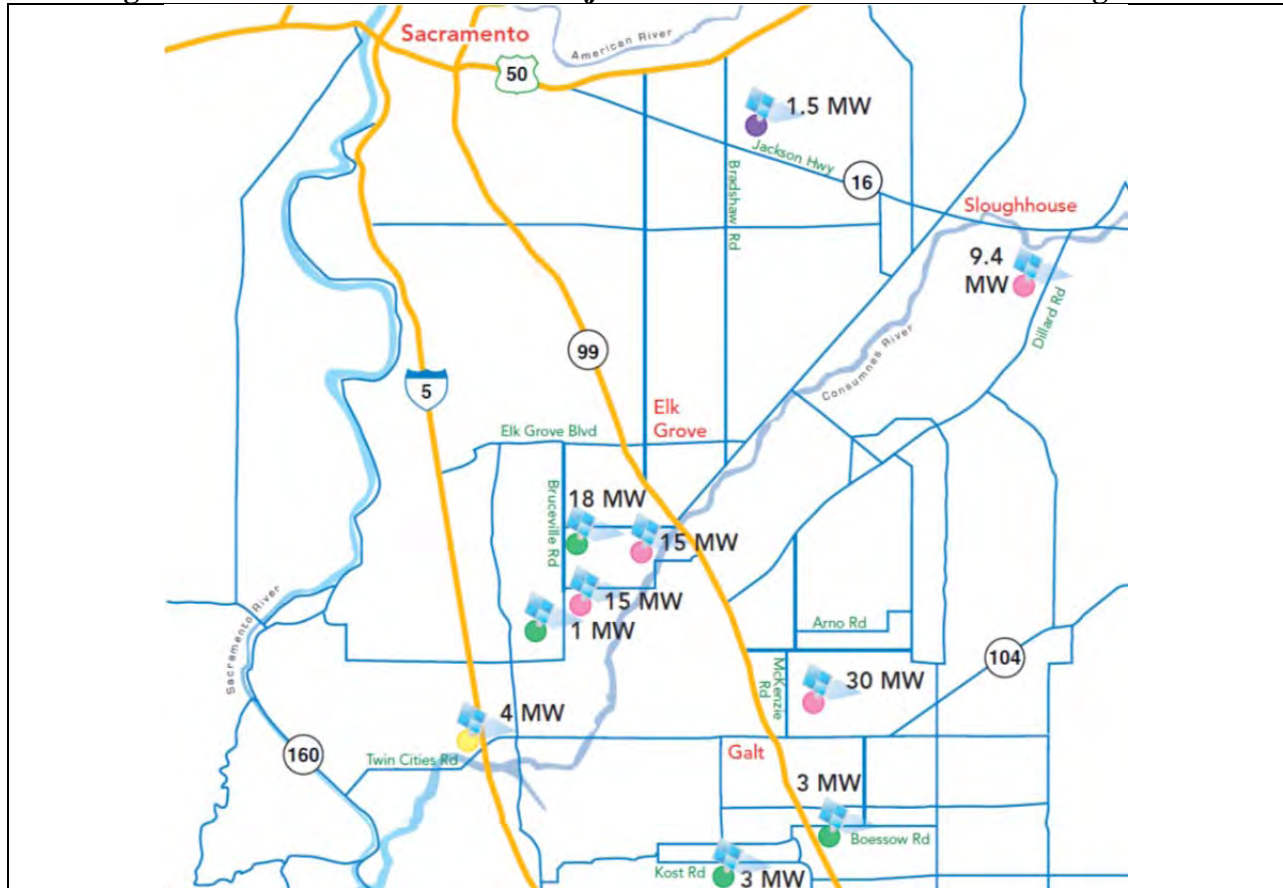 Sacramento
American River
50
1.5 MW
Jackson Hwy
16
Bradshaw Rd
Sloughhouse
9.4
MW
Dillard Rd
99
Consumnes River
5
Elk
Grove
Elk Grove Blvd
Bruceville Rd
18 MW
15 MW
15 MW
1 MW
Sacramento River
Arno Rd
McKenzie
Rd
104
30 MW
4 MW
160
Twin Cities Rd
Galt
3 MW
Boessow Rd
Kost Rd
3 MW